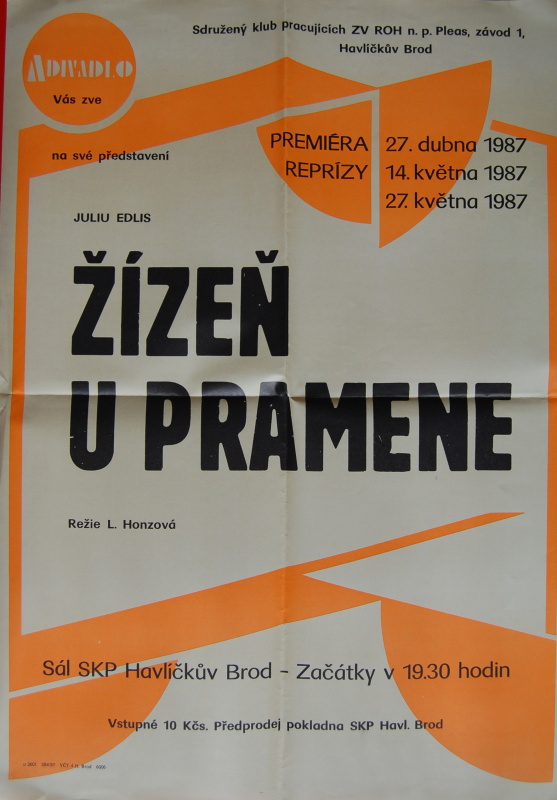 Sdružený klub pracujících ZV ROH n. p. Pleas, závod 1,
Havlíčkův Brod
ADIVADLO
Vás zve
na své představení
PREMIÉRA 27. dubna 1987
REPRÍZY 14. května 1987
27. května 1987
JULIU EDLIS
ŽÍZEŇ
U PRAMENE
Režie L. Honzová
Sál SKP Havlíčkův Brod – Začátky v 19.30 hodin
Vstupné 10 Kčs. Předprodej pokladna SKP Havl. Brod